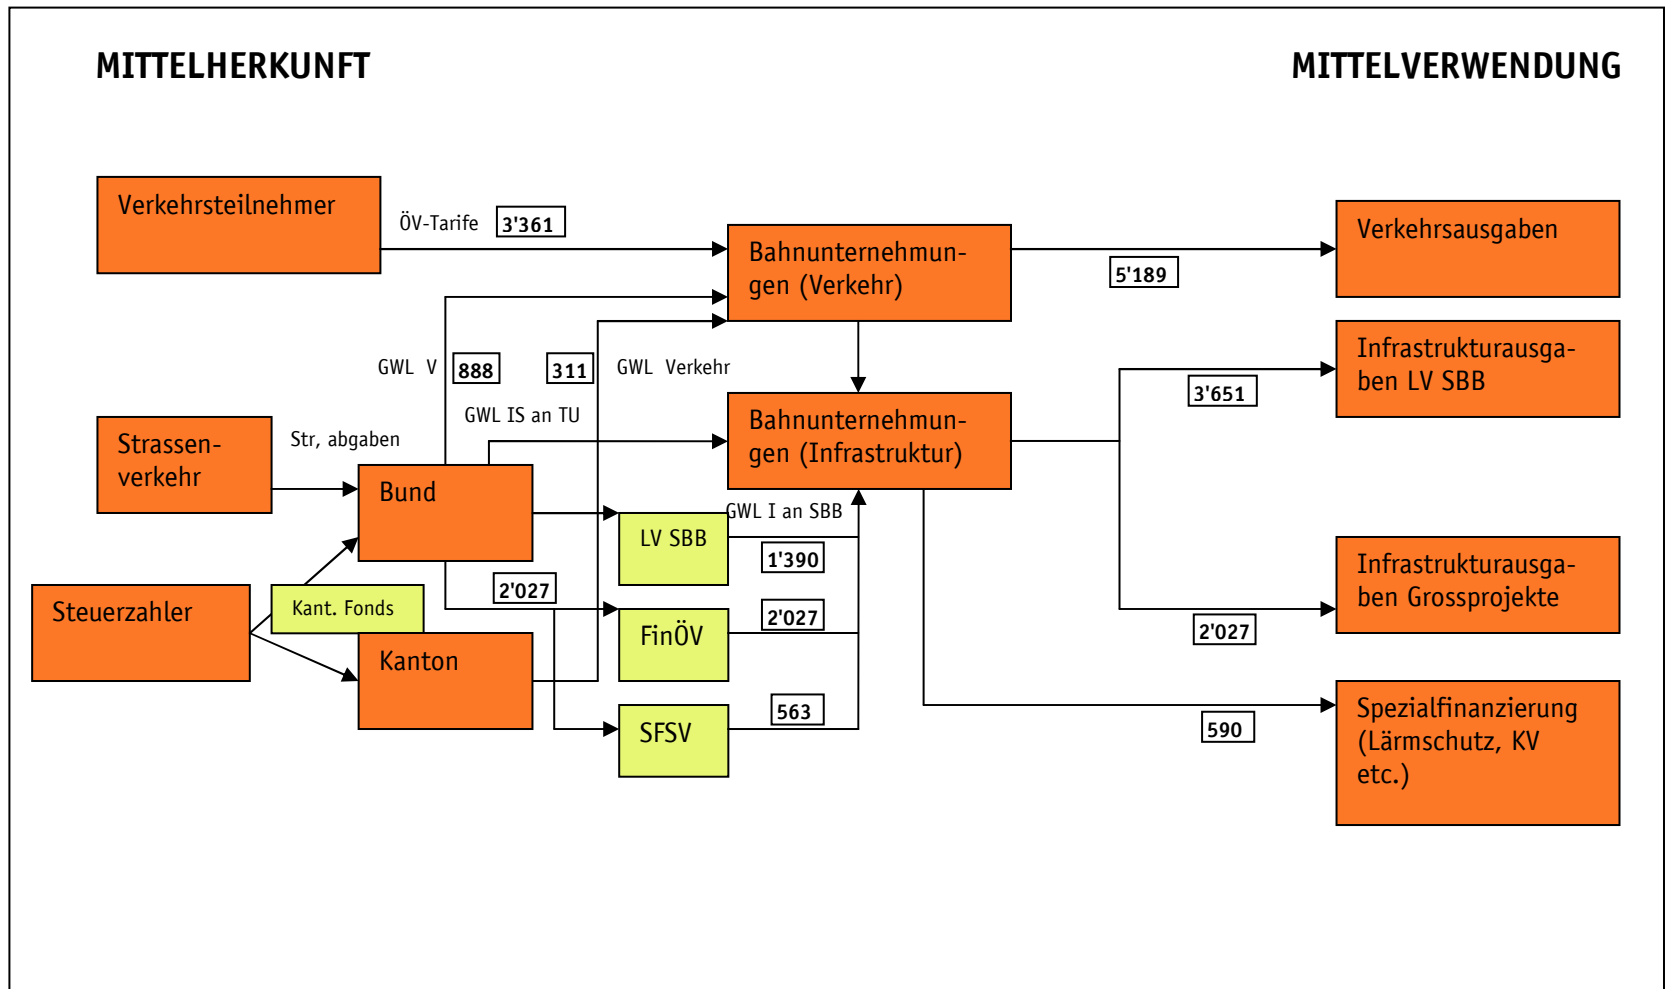 MITTELHERKUNFT
MITTELVERWENDUNG
Verkehrsteilnehmer
ÖV-Tarife
3'361
Bahnunternehmun-
gen (Verkehr)
5'189
Verkehrsausgaben
GWL V
888
311
GWL Verkehr
Infrastrukturausga-
ben LV SBB
3'651
Strassen-
verkehr
Str, abgaben
GWL IS an TU
Bahnunternehmun-
gen (Infrastruktur)
Bund
GWL I an SBB
LV SBB
1'390
2'027
Steuerzahler
Kant. Fonds
Kanton
FinÖV
2'027
Infrastrukturausga-
ben Grossprojekte
2'027
SFSV
563
590
Spezialfinanzierung
(Lärmschutz, KV
etc.)